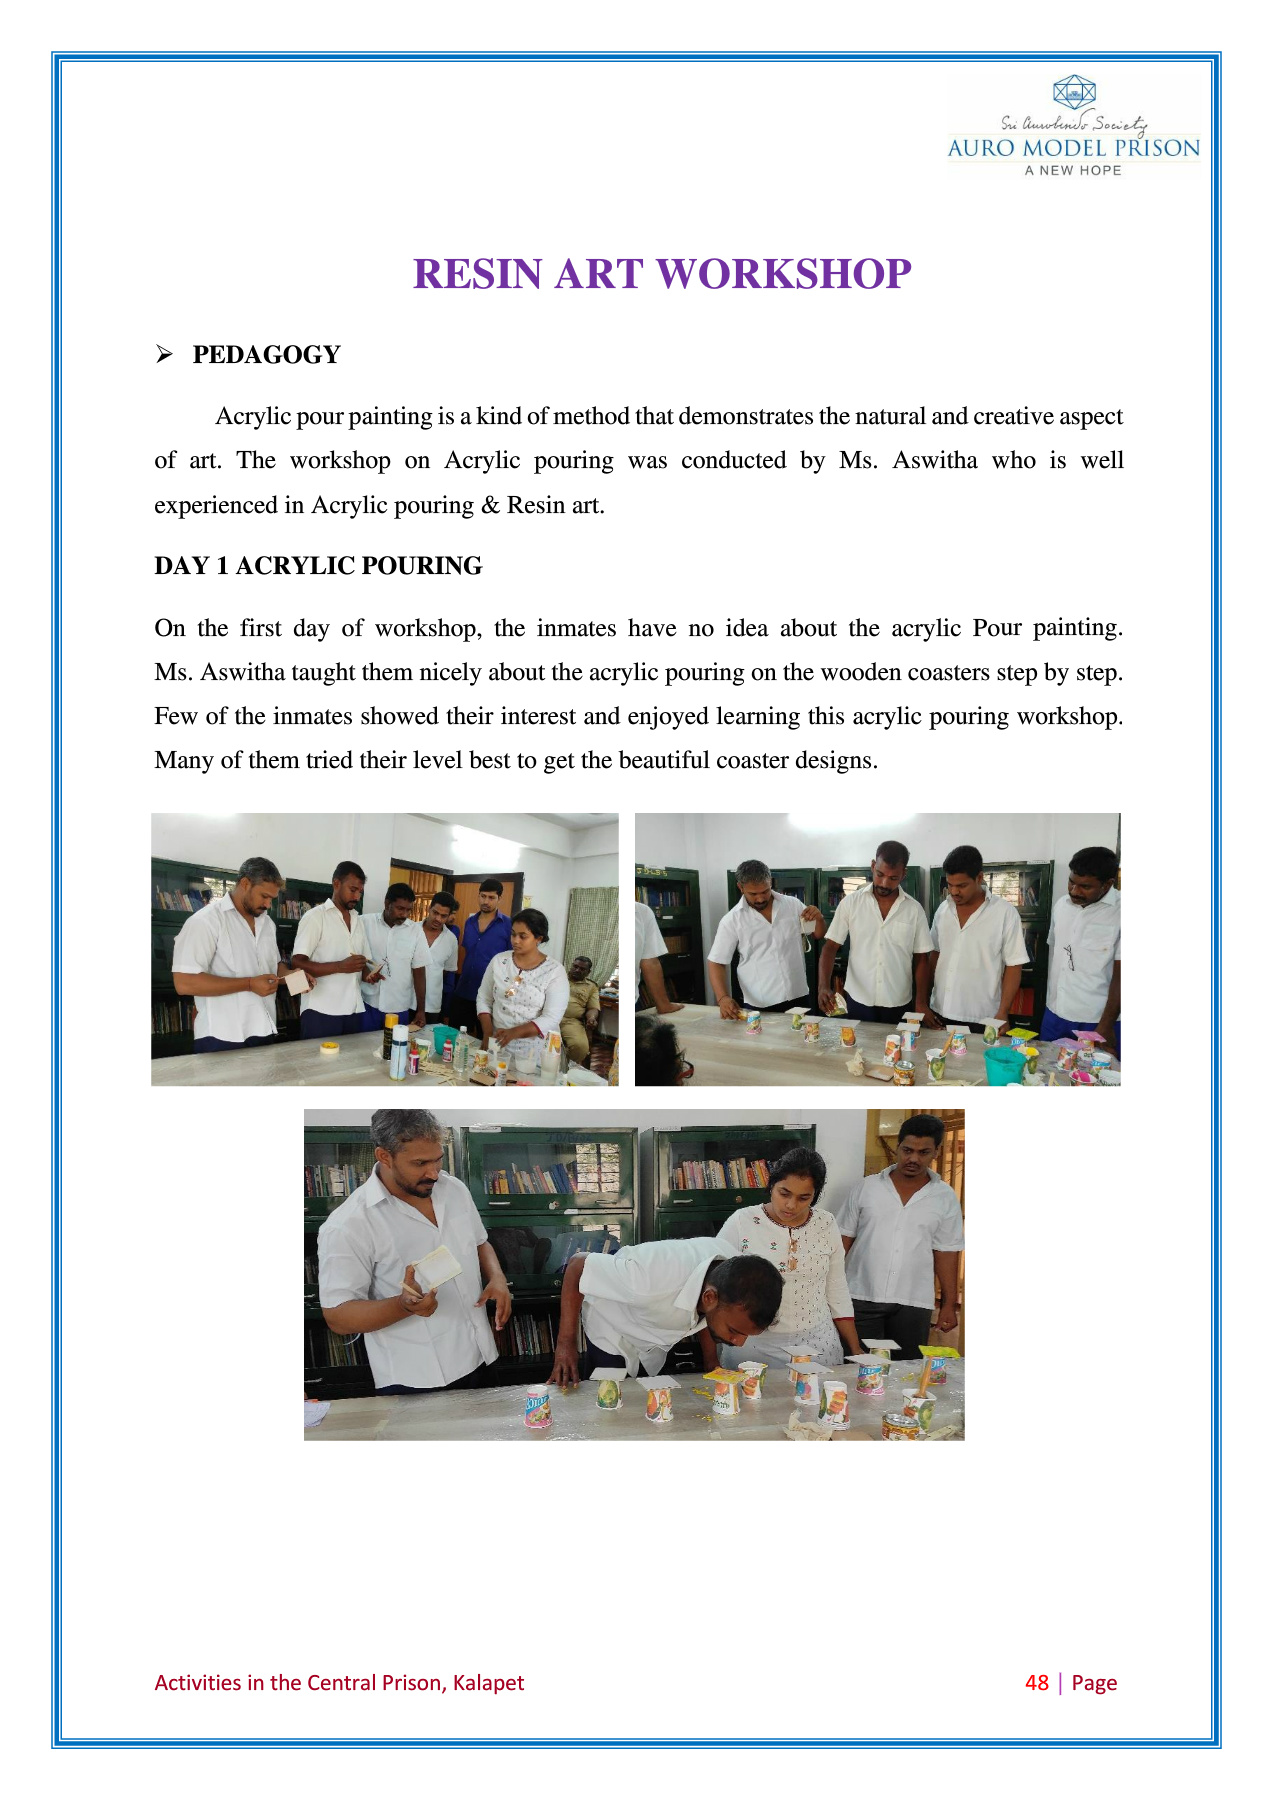 Sri Aurobindo Society
AURO MODEL PRISON
A NEW HOPE
RESIN ART WORKSHOP
➢ PEDAGOGY
Acrylic pour painting is a kind of method that demonstrates the natural and creative aspect
of art. The workshop on Acrylic pouring was conducted by Ms. Aswitha who is well
experienced in Acrylic pouring & Resin art.
DAY 1 ACRYLIC POURING
On the first day of workshop, the inmates have no idea about the acrylic Pour painting.
Ms. Aswitha taught them nicely about the acrylic pouring on the wooden coasters step by step.
Few of the inmates showed their interest and enjoyed learning this acrylic pouring workshop.
Many of them tried their level best to get the beautiful coaster designs.
Activities in the Central Prison, Kalapet
48 | Page